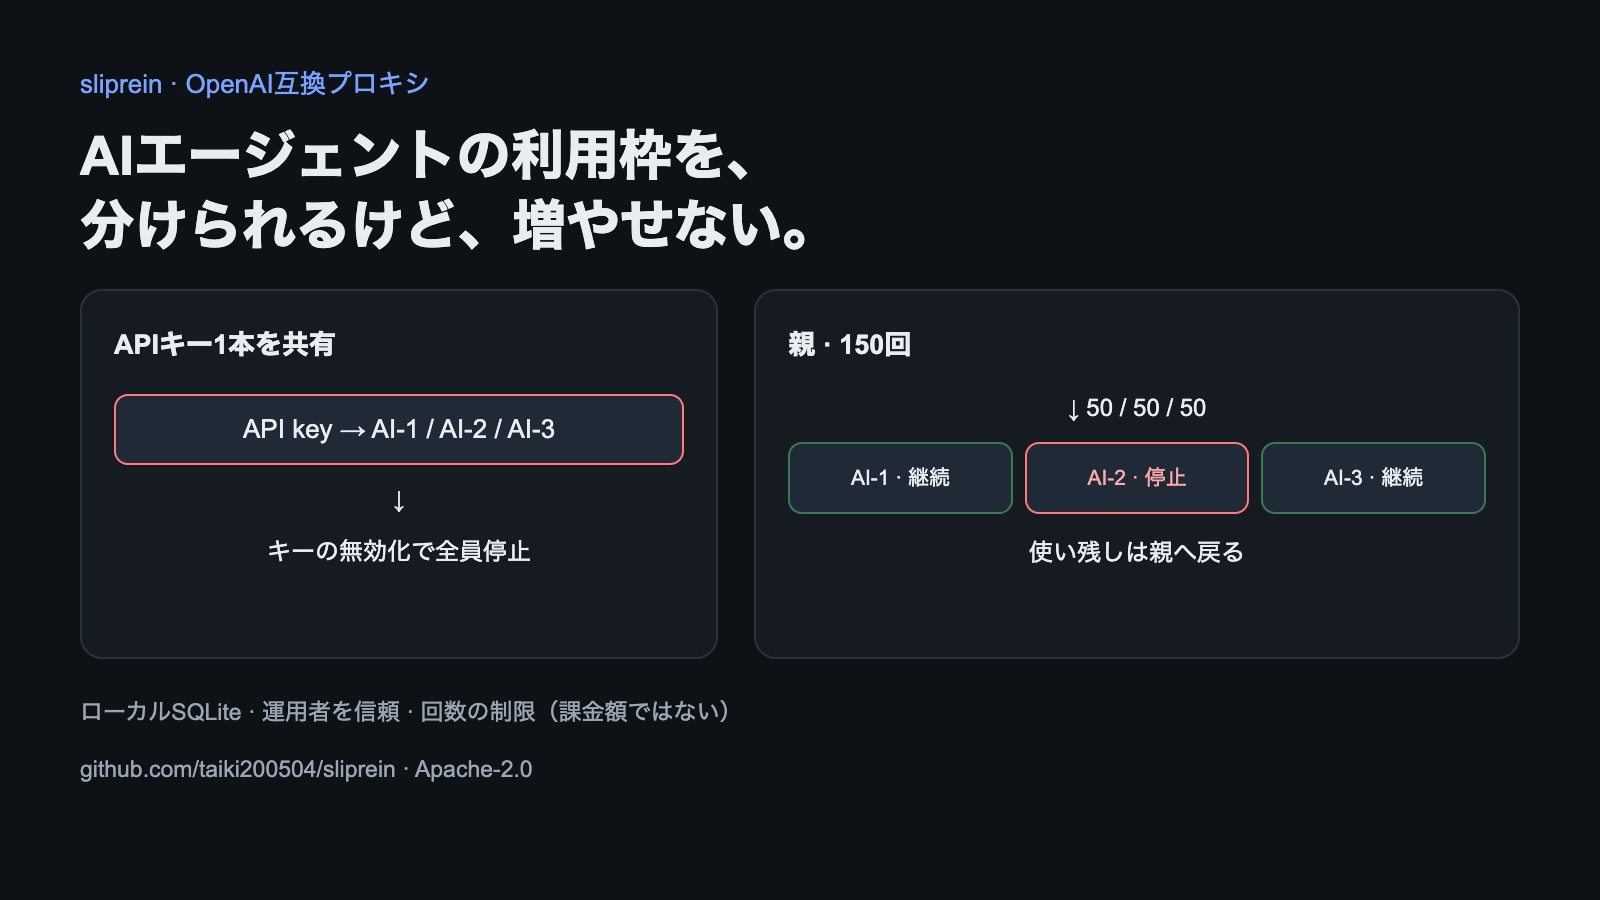 sliprein · OpenAI互換プロキシ
AIエージェントの利用枠を、
分けられるけど、増やせない。
APIキー1本を共有
API key → AI-1 / AI-2 / AI-3
↓
キーの無効化で全員停止
親 · 150回
↓ 50 / 50 / 50
AI-1 · 継続
AI-2 · 停止
AI-3 · 継続
使い残しは親へ戻る
ローカルSQLite · 運用者を信頼 · 回数の制限（課金額ではない）
github.com/taiki200504/sliprein · Apache-2.0